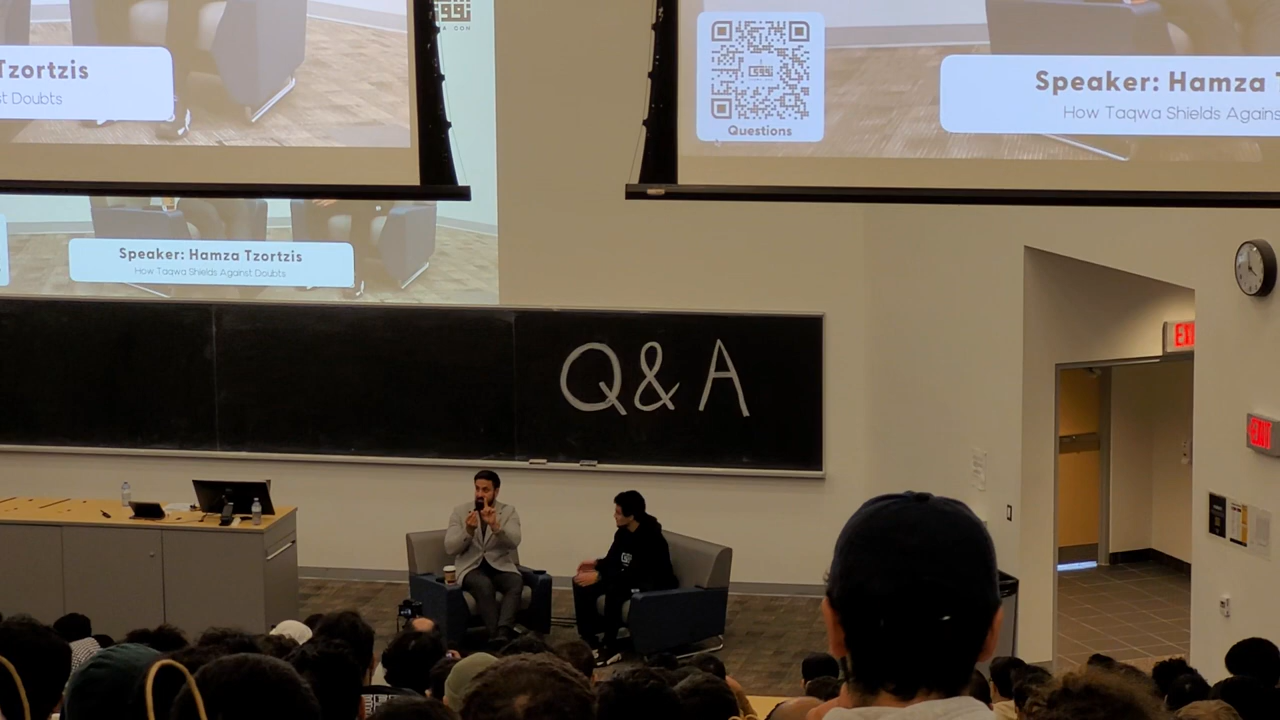 Tzortzis
st Doubts
Speaker: Hamza Tzortzis
How Taqwa Shields Against Doubts
Questions
Speaker: Hamza T
How Taqwa Shields Agains
Q & A
EXIT
EXIT